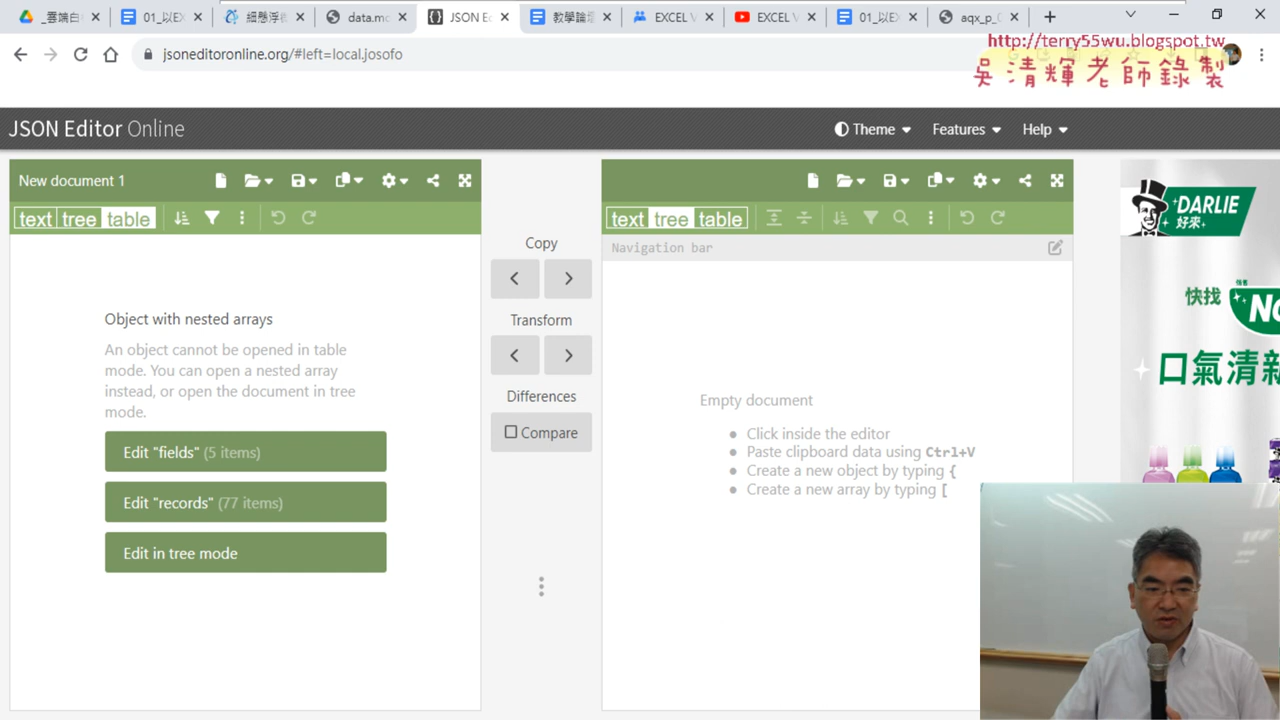 _雲端白
01_以EX
細懸浮微
data.mo
JSON E
教學論壇
EXCEL V
EXCEL V
01_以EX
aqx_p_
http://terry55wu.blogspot.tw
jsoneditoronline.org/#left=local.josofo
吳清輝老師錄製
JSON Editor Online
Theme
Features
Help
New document 1
text tree table
Object with nested arrays
An object cannot be opened in table
mode. You can open a nested array
instead, or open the document in tree
mode.
Edit "fields" (5 items)
Edit "records" (77 items)
Edit in tree mode
Copy
Transform
Differences
Compare
text tree table
Navigation bar
Empty document
Click inside the editor
Paste clipboard data using Ctrl+V
Create a new object by typing {
Create a new array by typing [
DARLIE
好來
快找
No
口氣清新